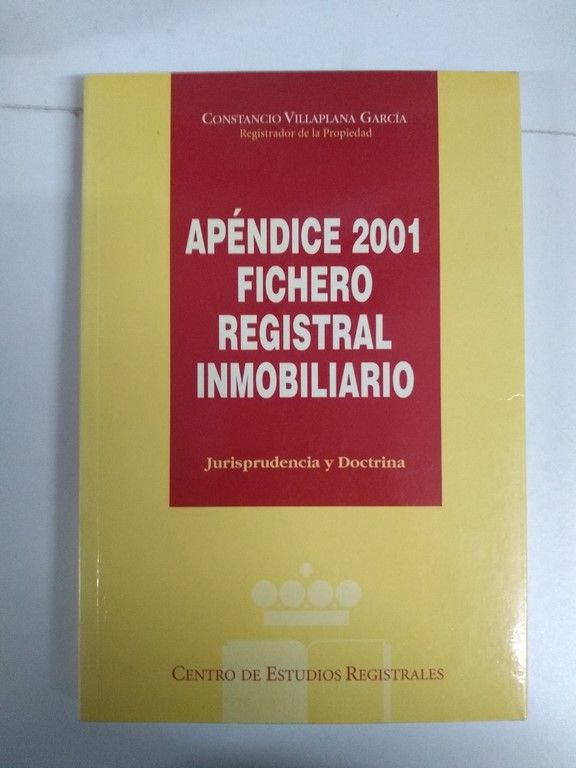 CONSTANCIO VILLAPLANA GARCÍA
Registrador de la Propiedad
APÉNDICE 2001
FICHERO
REGISTRAL
INMOBILIARIO
Jurisprudencia y Doctrina
CENTRO DE ESTUDIOS REGISTRALES